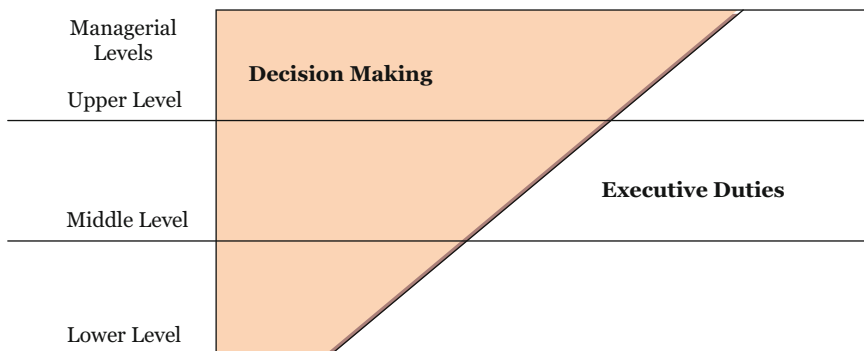 Managerial
Levels
Decision Making
Upper Level
Executive Duties
Middle Level
Lower Level